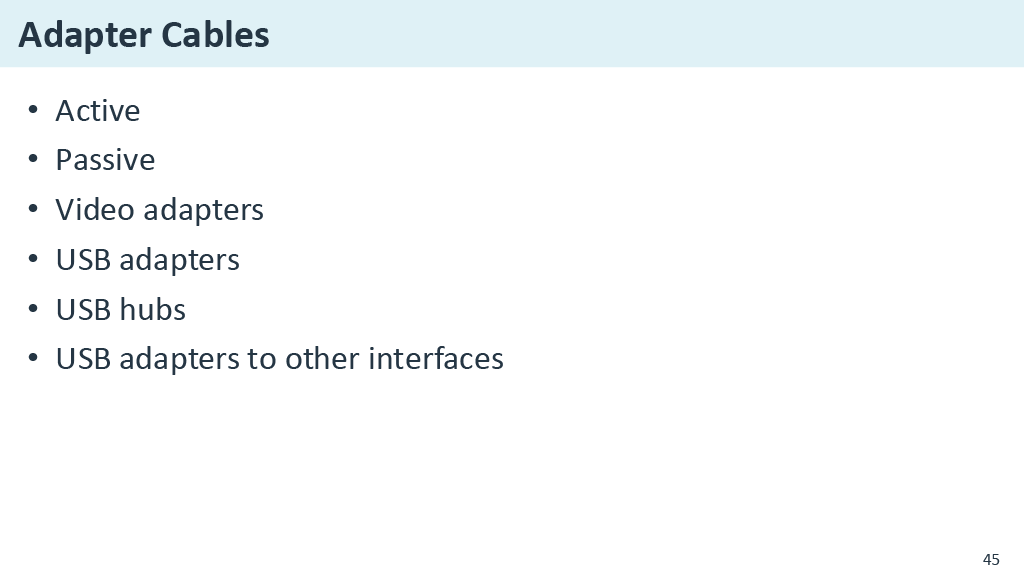 Adapter Cables
• Active
• Passive
• Video adapters
• USB adapters
• USB hubs
• USB adapters to other interfaces
45